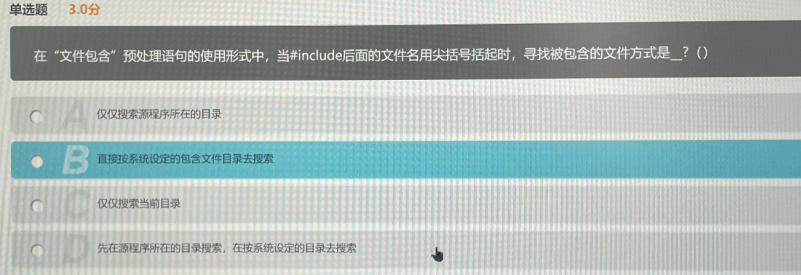 单选题 3.0分
在“文件包含”预处理语句的使用形式中，当#include后面的文件名用尖括号括起时，寻找被包含的文件方式是__?（）
A 仅仅搜索源程序所在的目录
B 直接按系统设定的包含文件目录去搜索
C 仅仅搜索当前目录
D 先在源程序所在的目录搜索，在按系统设定的目录去搜索